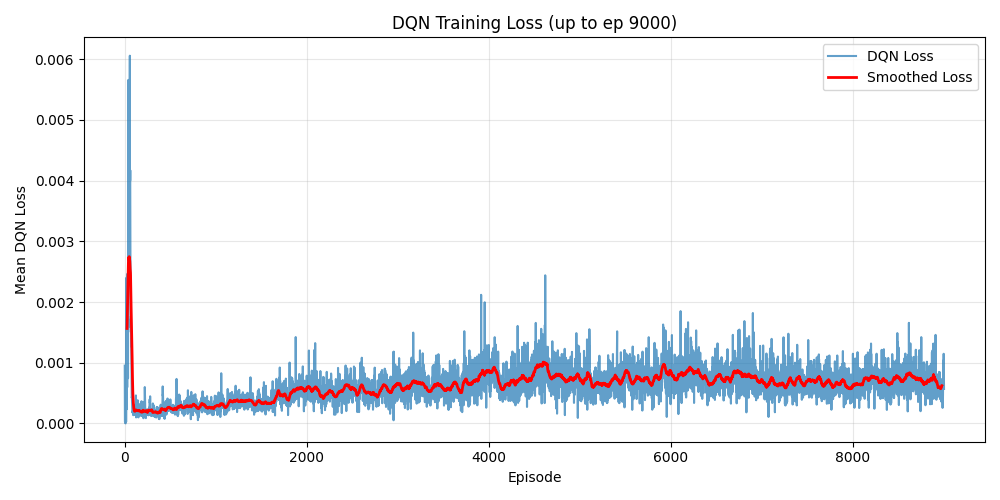 DQN Training Loss (up to ep 9000)
DQN Loss
Smoothed Loss
Mean DQN Loss
0.006
0.005
0.004
0.003
0.002
0.001
0.000
0 2000 4000 6000 8000
Episode